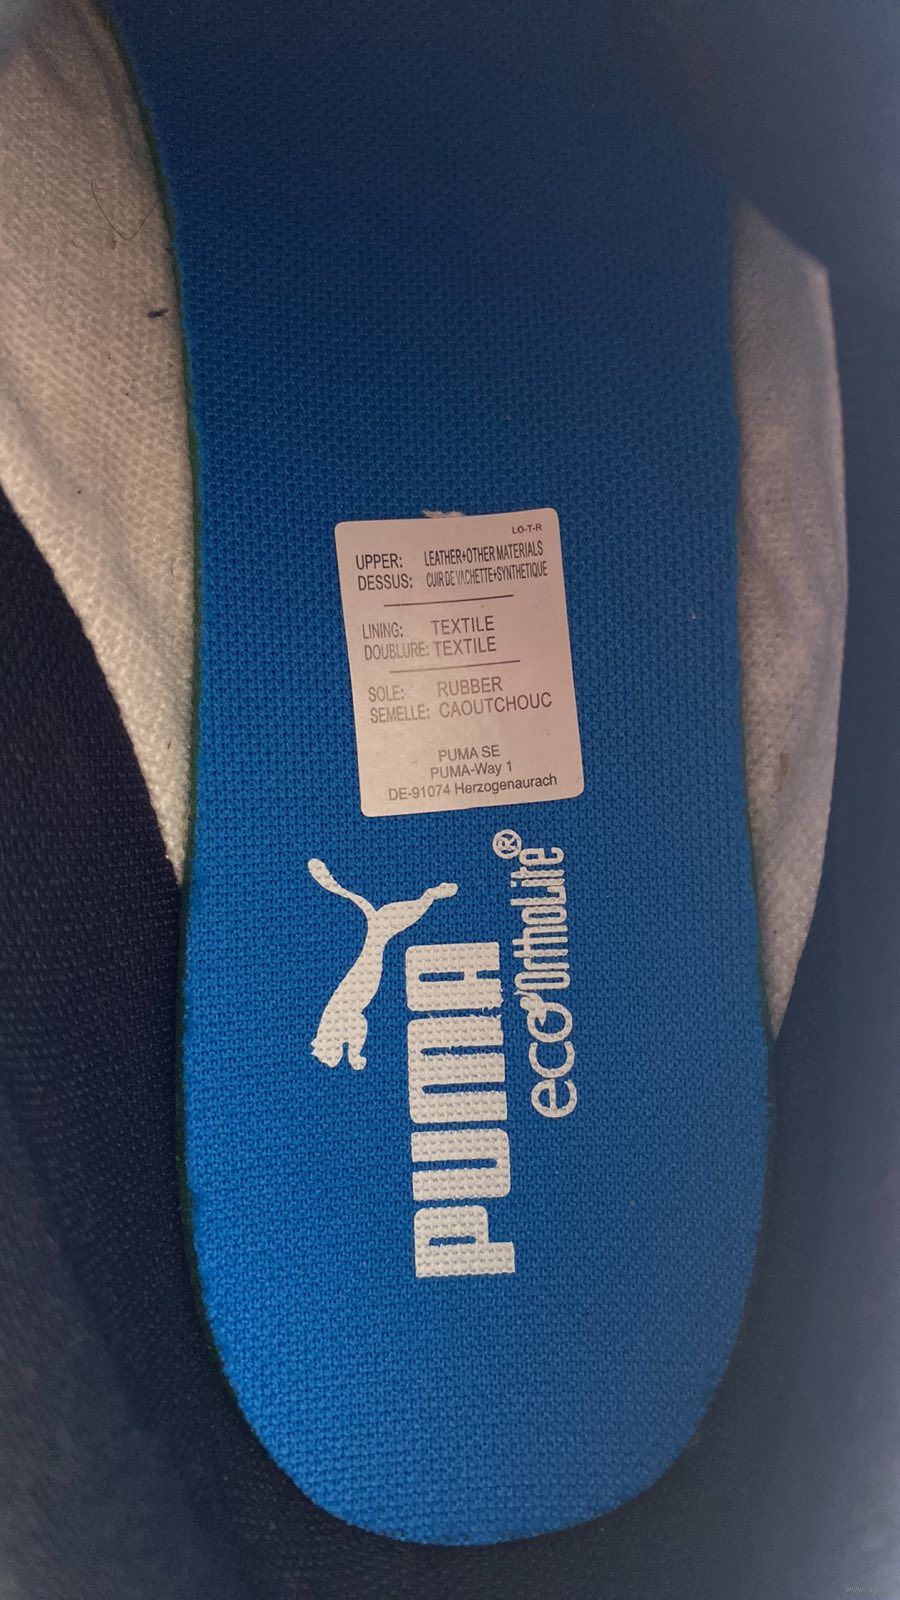 LO-T-R
UPPER: LEATHER+OTHER MATERIALS
DESSUS: CUIR DE VACHETTE+SYNTHETIQUE
LINING: TEXTILE
DOUBLURE: TEXTILE
SOLE: RUBBER
SEMELLE: CAOUTCHOUC
PUMA SE
PUMA-Way 1
DE-91074 Herzogenaurach
PUMA
eco OrthoLite®